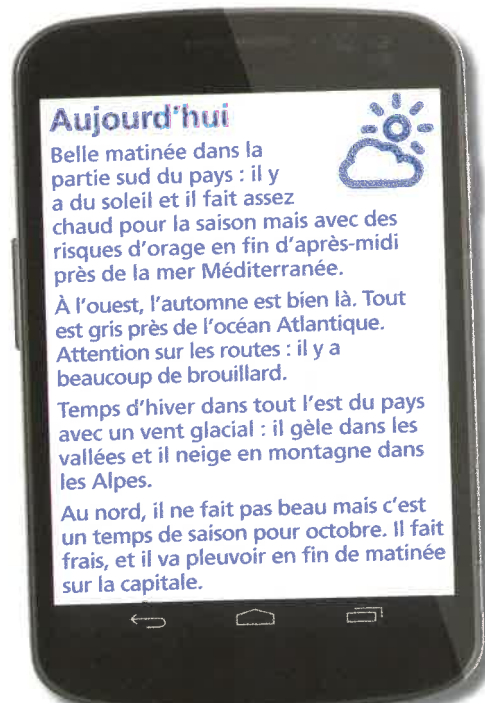 Aujourd'hui
Belle matinée dans la
partie sud du pays : il y
a du soleil et il fait assez
chaud pour la saison mais avec des
risques d'orage en fin d'après-midi
près de la mer Méditerranée.
À l'ouest, l'automne est bien là. Tout
est gris près de l'océan Atlantique.
Attention sur les routes : il y a
beaucoup de brouillard.
Temps d'hiver dans tout l'est du pays
avec un vent glacial : il gèle dans les
vallées et il neige en montagne dans
les Alpes.
Au nord, il ne fait pas beau mais c'est
un temps de saison pour octobre. Il fait
frais, et il va pleuvoir en fin de matinée
sur la capitale.